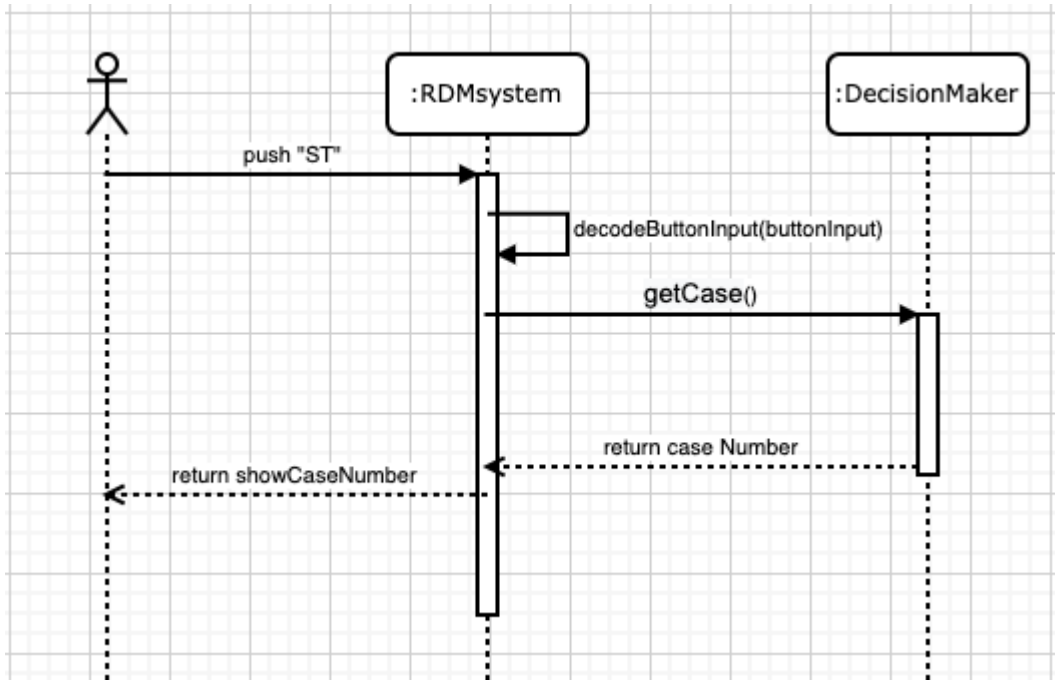 :RDMsystem
:DecisionMaker
push "ST"
decodeButtonInput(buttonInput)
getCase()
return case Number
return showCaseNumber